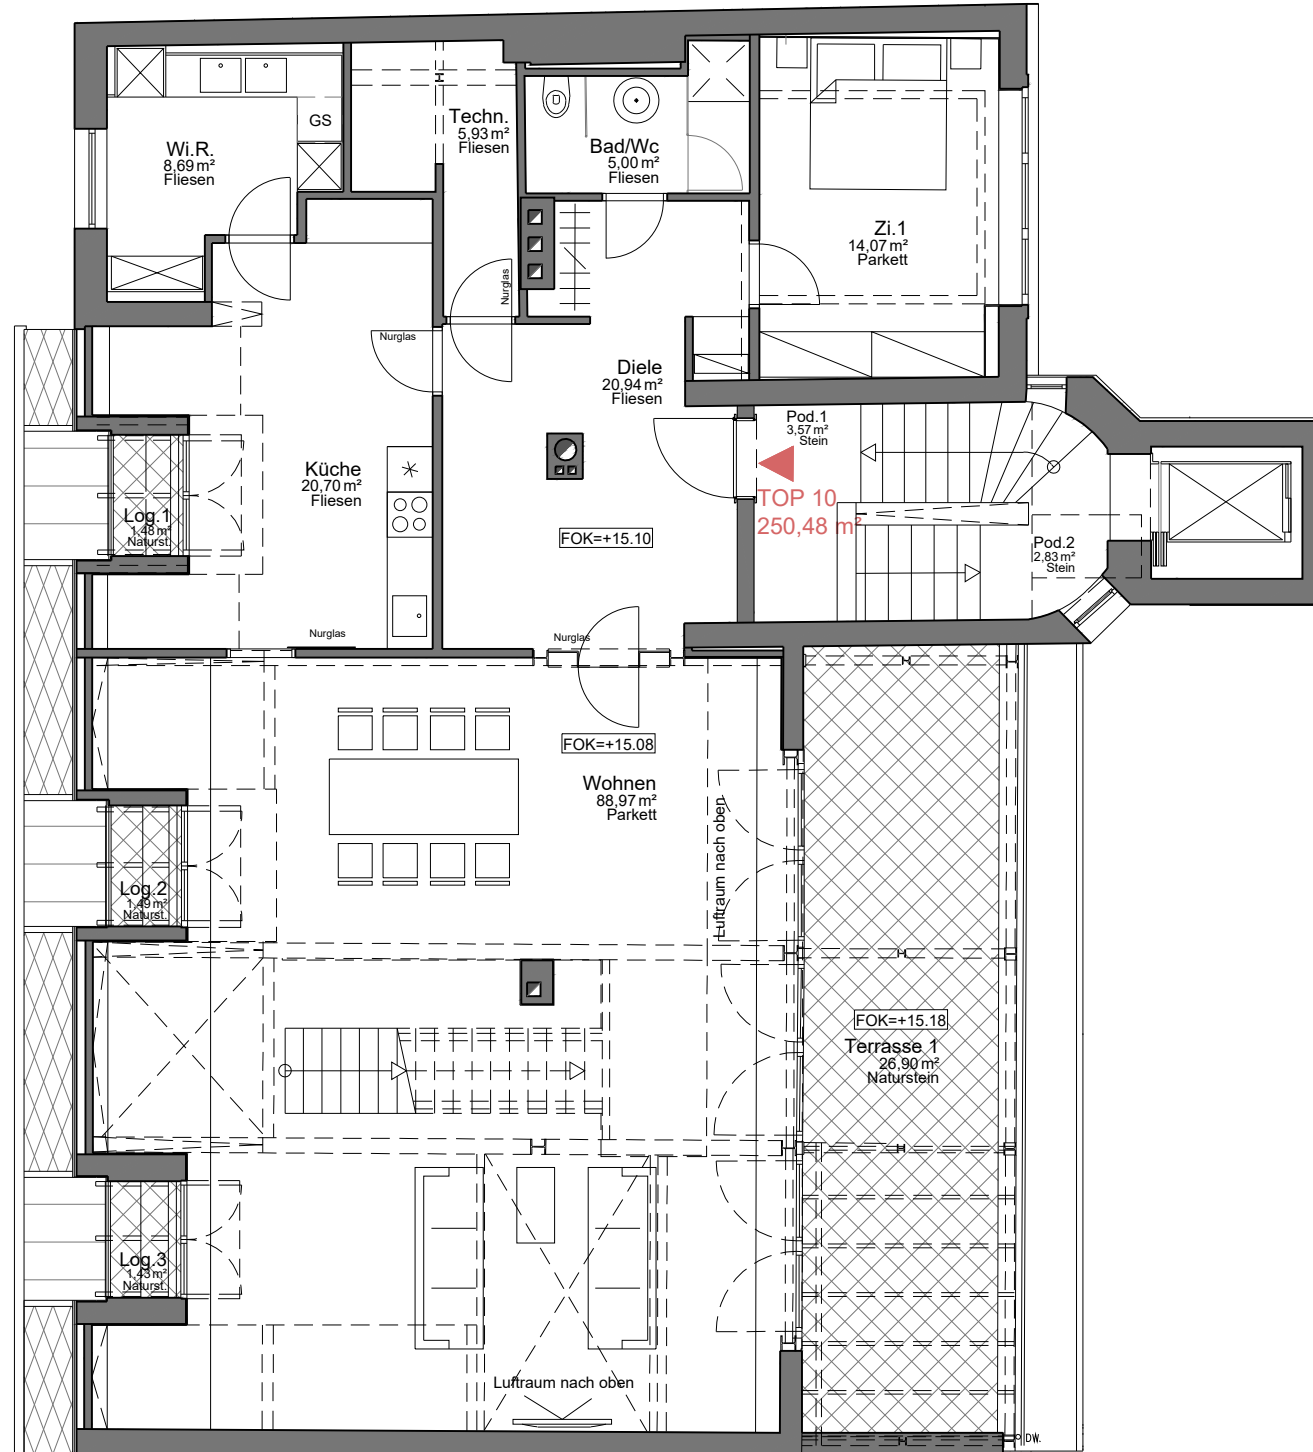 Wi.R.
8,69 m²
Fliesen
GS
Techn.
5,93 m²
Fliesen
Bad/Wc
5,00 m²
Fliesen
Zi.1
14,07 m²
Parkett
Nurglas
Nurglas
Diele
20,94 m²
Fliesen
Pod.1
3,57 m²
Stein
Küche
20,70 m²
Fliesen
TOP 10
250,48 m²
Log.1
1,48 m²
Naturst.
FOK=+15.10
Pod.2
2,83 m²
Stein
Nurglas
Nurglas
FOK=+15.08
Wohnen
88,97 m²
Parkett
Luftraum nach oben
Log.2
1,49 m²
Naturst.
FOK=+15.18
Terrasse 1
26,90 m²
Naturstein
Log.3
1,43 m²
Naturst.
Luftraum nach oben
DW.